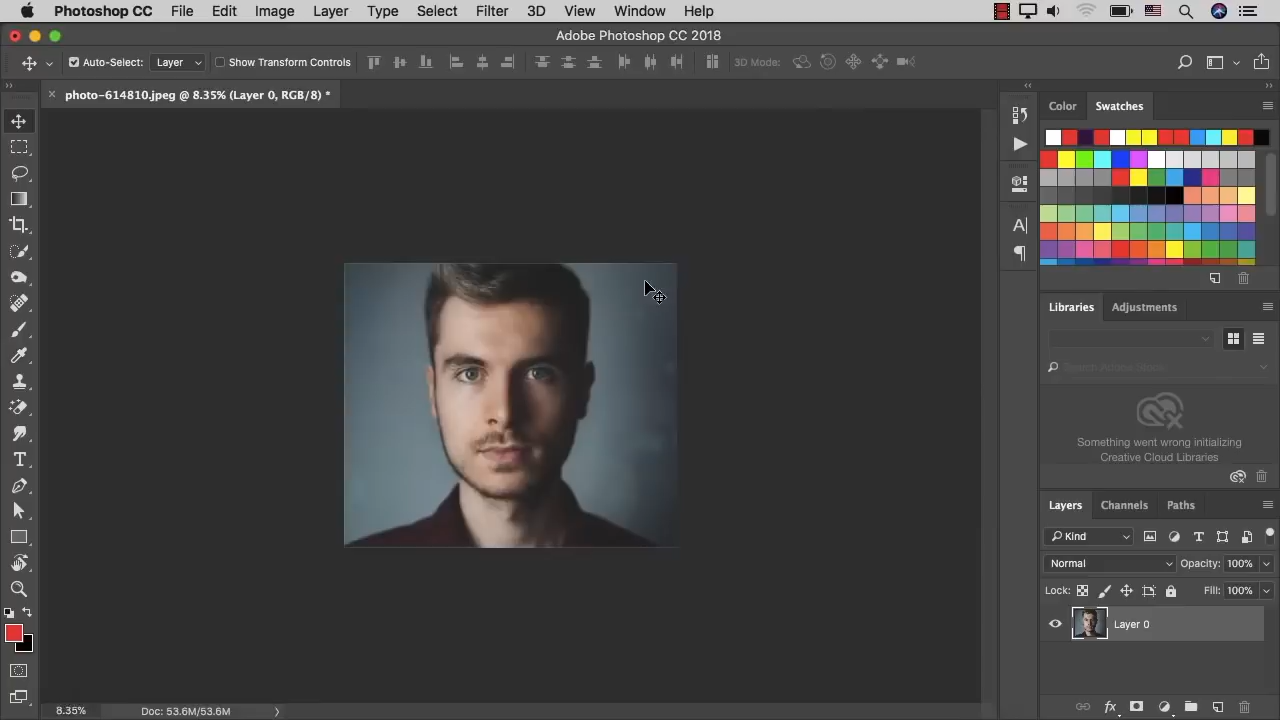 Photoshop CC File Edit Image Layer Type Select Filter 3D View Window Help
Adobe Photoshop CC 2018
Auto-Select: Layer Show Transform Controls 3D Mode:
photo-614810.jpeg @ 8.35% (Layer 0, RGB/8) *
Color Swatches
Libraries Adjustments
Search Adobe Stock
Something went wrong initializing
Creative Cloud Libraries
Layers Channels Paths
Kind
Normal Opacity: 100%
Lock: Fill: 100%
Layer 0
8.35% Doc: 53.6M/53.6M